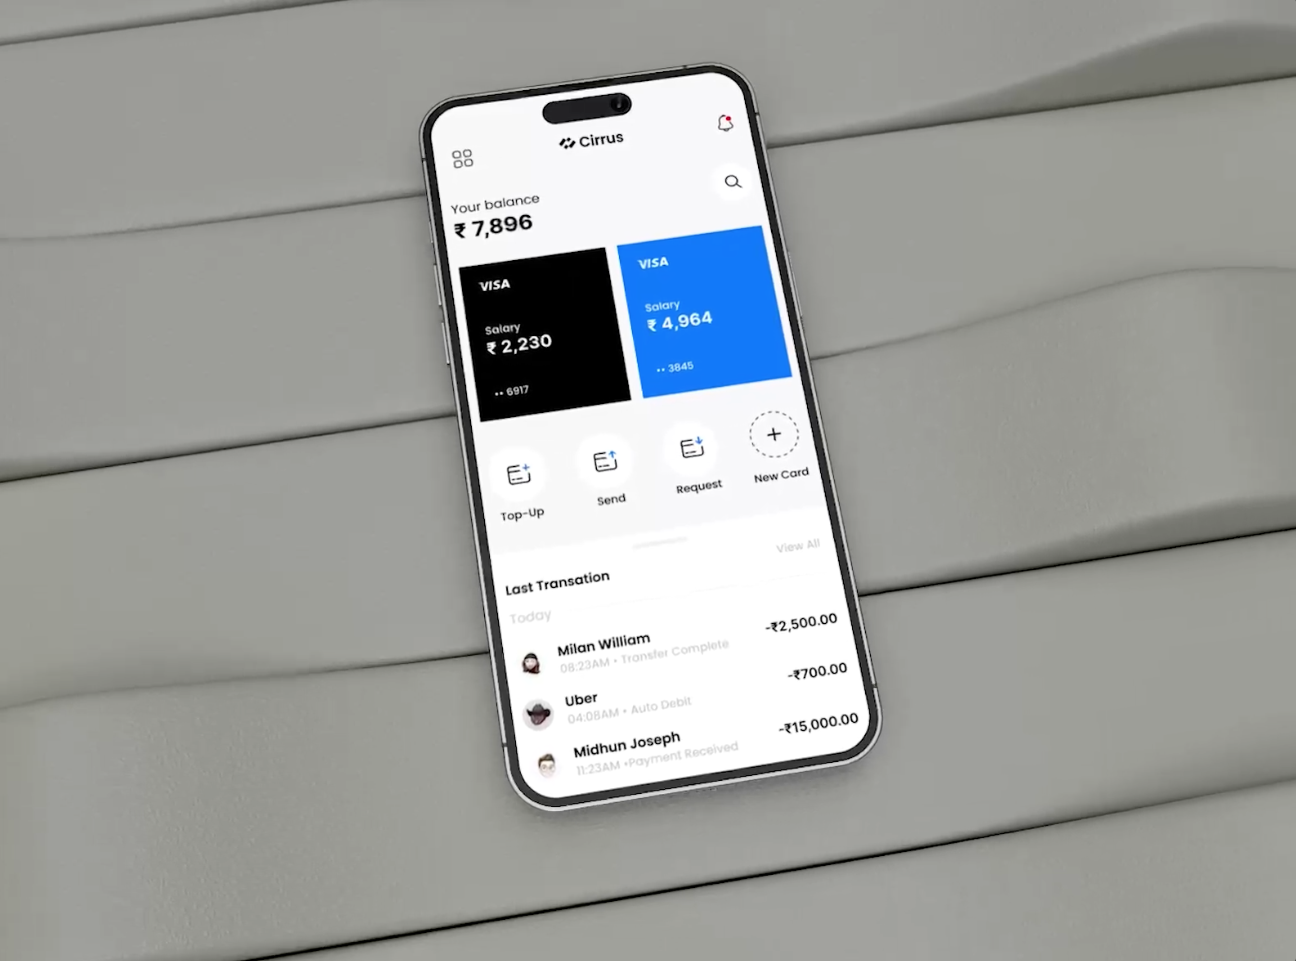 Cirrus
Your balance
₹ 7,896
VISA
Salary
₹ 2,230
•• 6917
VISA
Salary
₹ 4,964
•• 3845
Top-Up
Send
Request
New Card
Last Transation
View All
Today
Milan William
-₹2,500.00
08:23AM • Transfer Complete
Uber
-₹700.00
04:08AM • Auto Debit
Midhun Joseph
-₹15,000.00
11:23AM •Payment Received